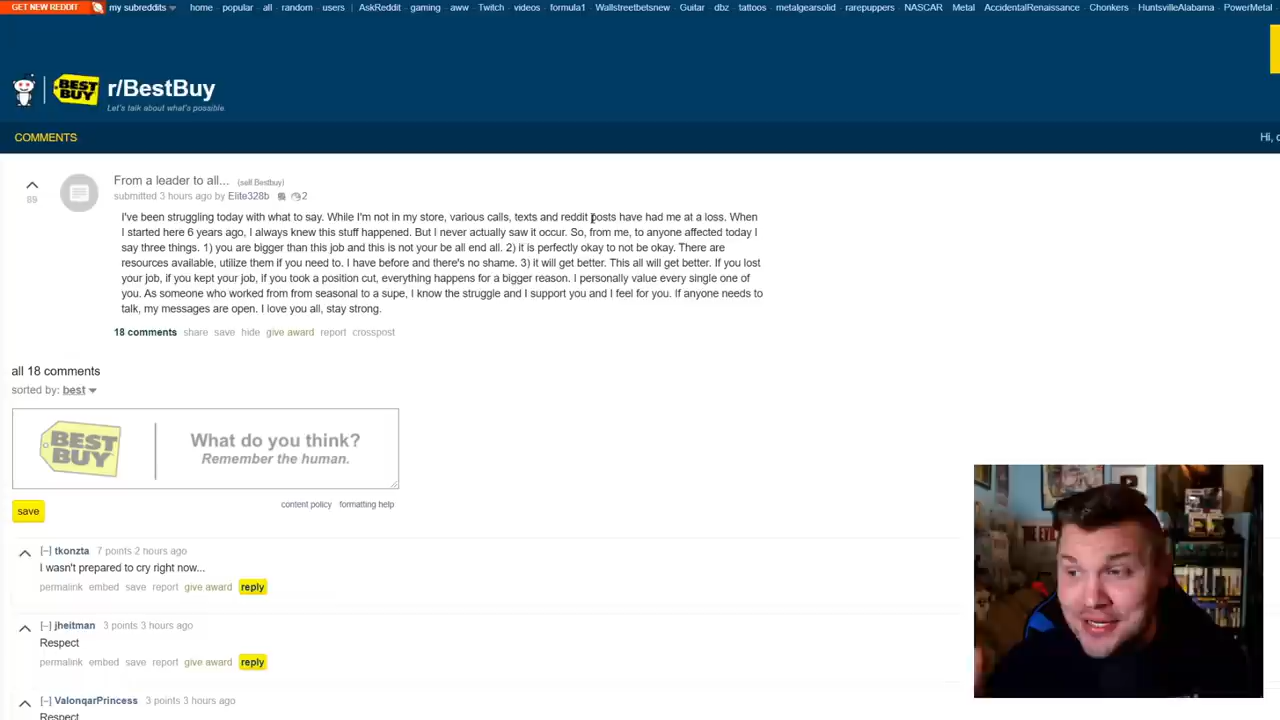 GET NEW REDDIT my subreddits home - popular - all - random - users | AskReddit - gaming - aww - Twitch - videos - formula1 - Wallstreetbetsnew - Guitar - dbz - tattoos - metalgearsolid - rarepuppers - NASCAR - Metal - AccidentalRenaissance - Chonkers - HuntsvilleAlabama - PowerMetal -
BEST BUY
r/BestBuy
Let's talk about what's possible.
COMMENTS
Hi,
From a leader to all... (self.Bestbuy)
89
submitted 3 hours ago by Elite328b 2
I've been struggling today with what to say. While I'm not in my store, various calls, texts and reddit posts have had me at a loss. When
I started here 6 years ago, I always knew this stuff happened. But I never actually saw it occur. So, from me, to anyone affected today I
say three things. 1) you are bigger than this job and this is not your be all end all. 2) it is perfectly okay to not be okay. There are
resources available, utilize them if you need to. I have before and there's no shame. 3) it will get better. This all will get better. If you lost
your job, if you kept your job, if you took a position cut, everything happens for a bigger reason. I personally value every single one of
you. As someone who worked from from seasonal to a supe, I know the struggle and I support you and I feel for you. If anyone needs to
talk, my messages are open. I love you all, stay strong.
18 comments share save hide give award report crosspost
all 18 comments
sorted by: best
BEST BUY
What do you think?
Remember the human.
save
content policy formatting help
[–] tkonzta 7 points 2 hours ago
I wasn't prepared to cry right now...
permalink embed save report give award reply
[–] jheitman 3 points 3 hours ago
Respect
permalink embed save report give award reply
[–] ValonqarPrincess 3 points 3 hours ago
Respect